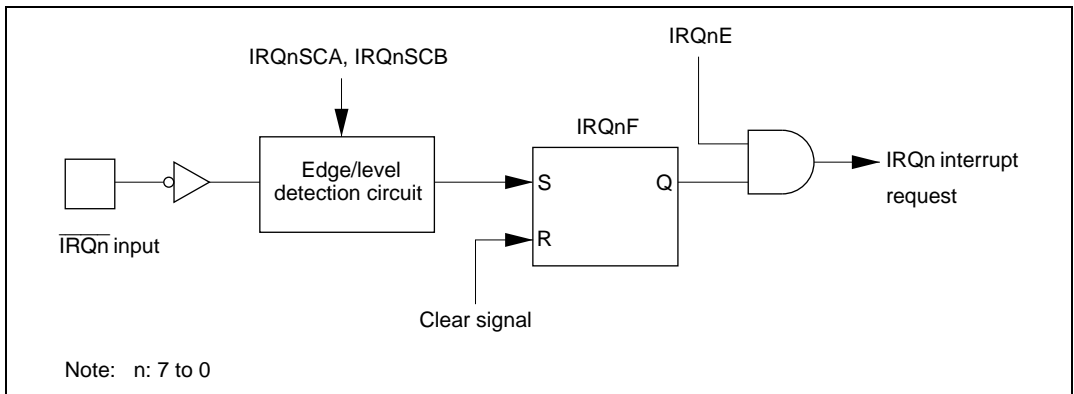 IRQnE
IRQnSCA, IRQnSCB
IRQnF
Edge/level
detection circuit
S
Q
IRQn interrupt
request
R
IRQn input
Clear signal
Note: n: 7 to 0